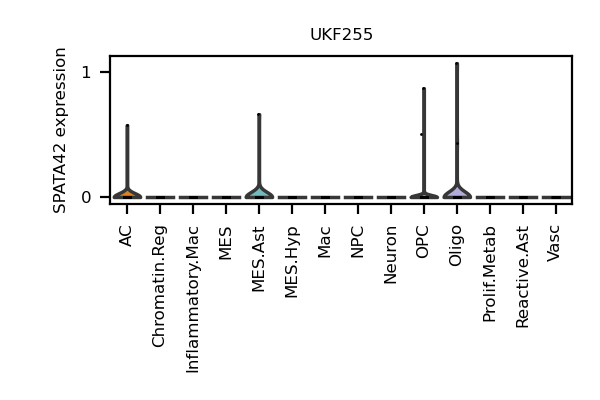 UKF255
SPATA42 expression
1
0
AC
Chromatin.Reg
Inflammatory.Mac
MES
MES.Ast
MES.Hyp
Mac
NPC
Neuron
OPC
Oligo
Prolif.Metab
Reactive.Ast
Vasc